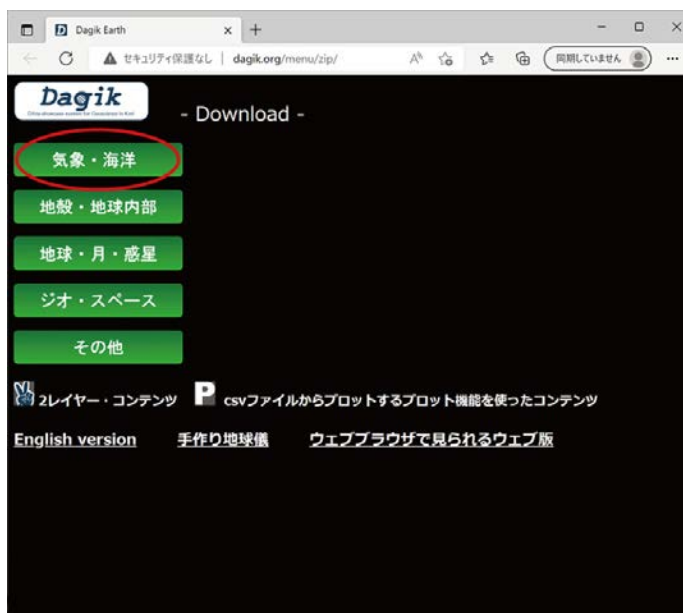 Dagik Earth
セキュリティ保護なし | dagik.org/menu/zip/
同期していません
Dagik
- Download -
気象・海洋
地殻・地球内部
地球・月・惑星
ジオ・スペース
その他
2レイヤー・コンテンツ P csvファイルからプロットするプロット機能を使ったコンテンツ
English version 手作り地球儀 ウェブブラウザで見られるウェブ版